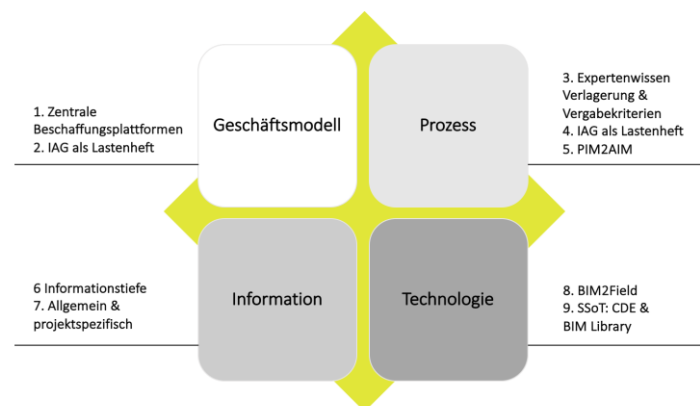 1. Zentrale
Beschaffungsplattformen
2. IAG als Lastenheft
Geschäftsmodell
Prozess
3. Expertenwissen
Verlagerung &
Vergabekriterien
4. IAG als Lastenheft
5. PIM2AIM
6 Informationstiefe
7. Allgemein &
projektspezifisch
Information
Technologie
8. BIM2Field
9. SSoT: CDE &
BIM Library